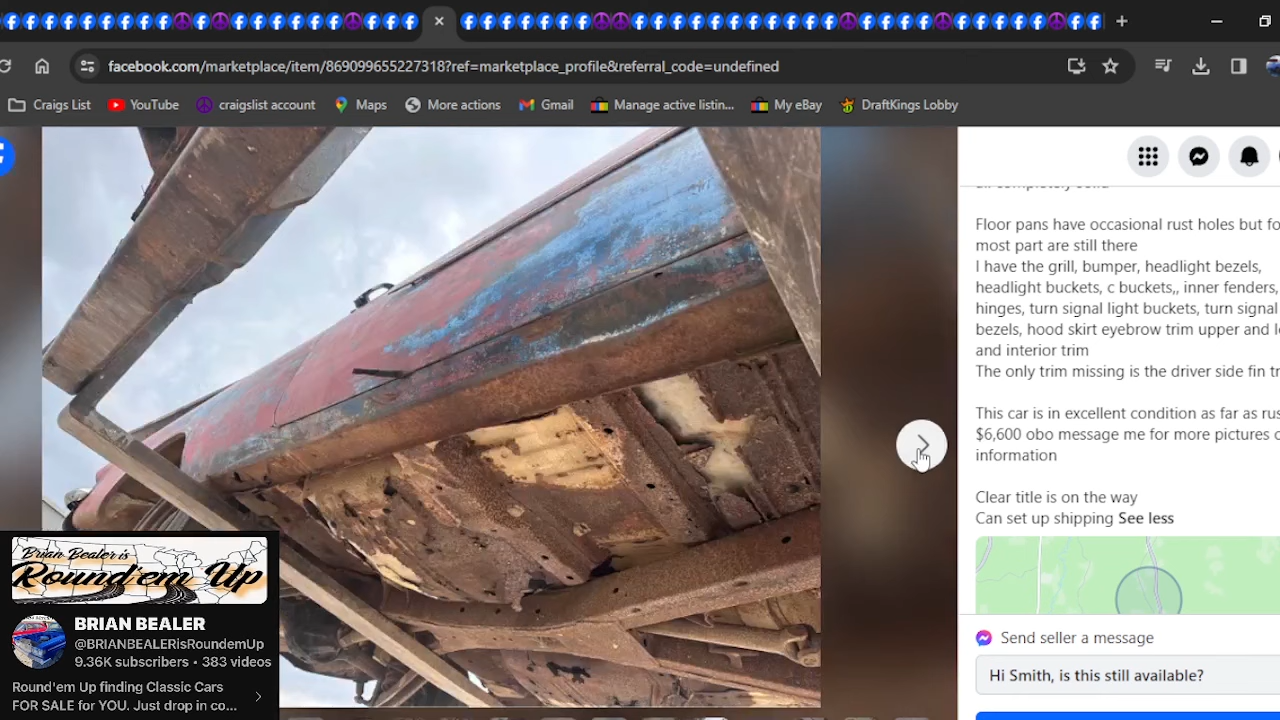 facebook.com/marketplace/item/869099655227318?ref=marketplace_profile&referral_code=undefined
Craigs List YouTube craigslist account Maps More actions Gmail Manage active listin... My eBay DraftKings Lobby
all completely solid
Floor pans have occasional rust holes but fo
most part are still there
I have the grill, bumper, headlight bezels,
headlight buckets, c buckets,, inner fenders,
hinges, turn signal light buckets, turn signal
bezels, hood skirt eyebrow trim upper and l
and interior trim
The only trim missing is the driver side fin tr
This car is in excellent condition as far as rus
$6,600 obo message me for more pictures o
information
Clear title is on the way
Can set up shipping See less
Send seller a message
Hi Smith, is this still available?
Brian Bealer is
Round'em Up
BRIAN BEALER
@BRIANBEALERisRoundemUp
9.36K subscribers • 383 videos
Round'em Up finding Classic Cars
FOR SALE for YOU. Just drop in co...